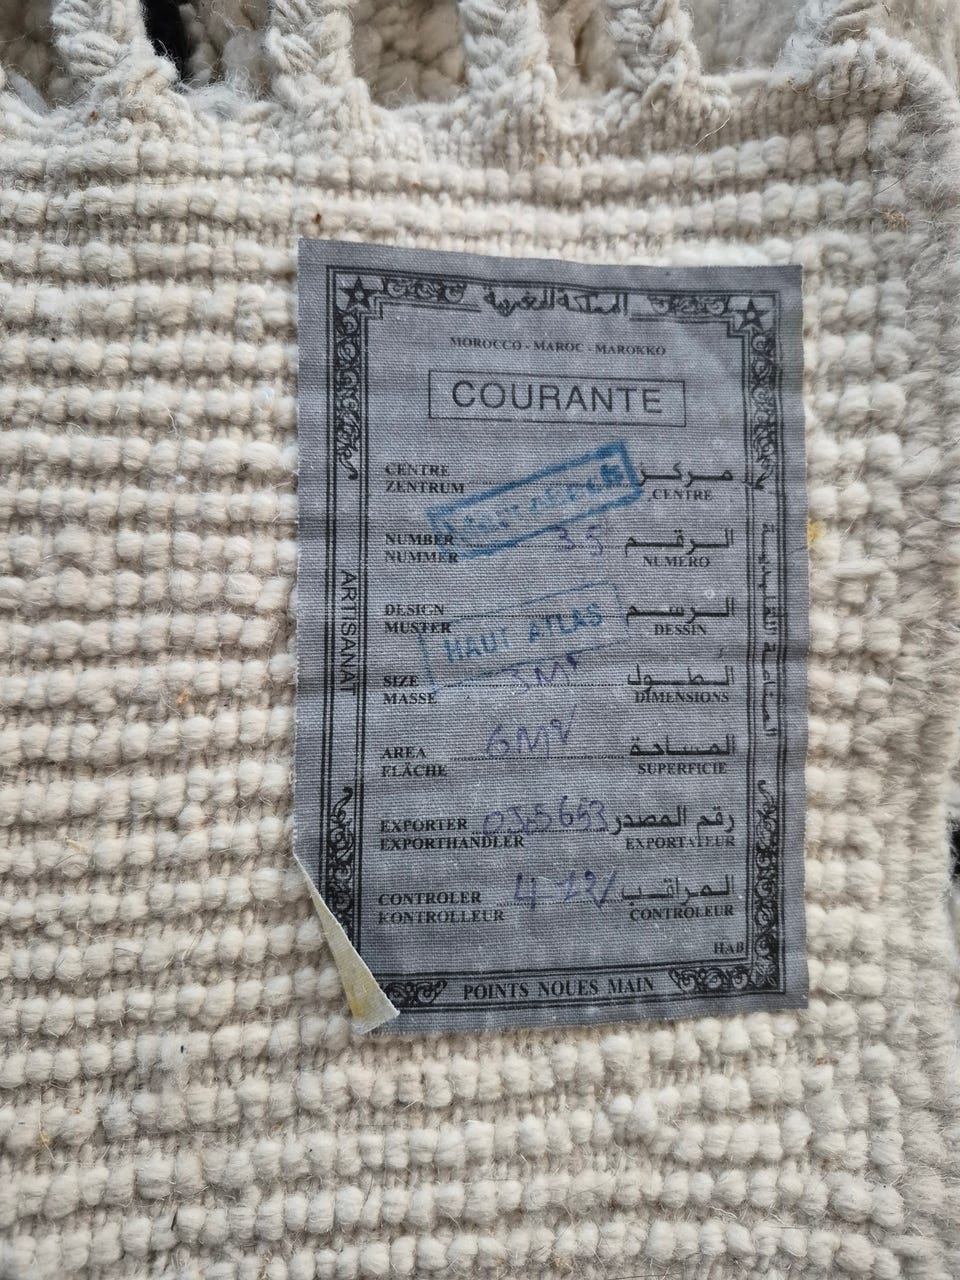 المملكة المغربية
MOROCCO - MAROC - MAROKKO
COURANTE
CENTRE مركز
ZENTRUM CENTRE
NUMBER 35 الرقم
NUMMER NUMERO
DESIGN الرسم
MUSTER DESSIN
HAUT ATLAS
SIZE الطول
MASSE DIMENSIONS
AREA 6M² المساحة
FLÄCHE SUPERFICIE
EXPORTER رقم المصدر
EXPORTHANDLER EXPORTATEUR
CONTROLER المراقب
KONTROLLEUR CONTROLEUR
HAB
POINTS NOUES MAIN
ARTISANAT
الصناعة التقليدية